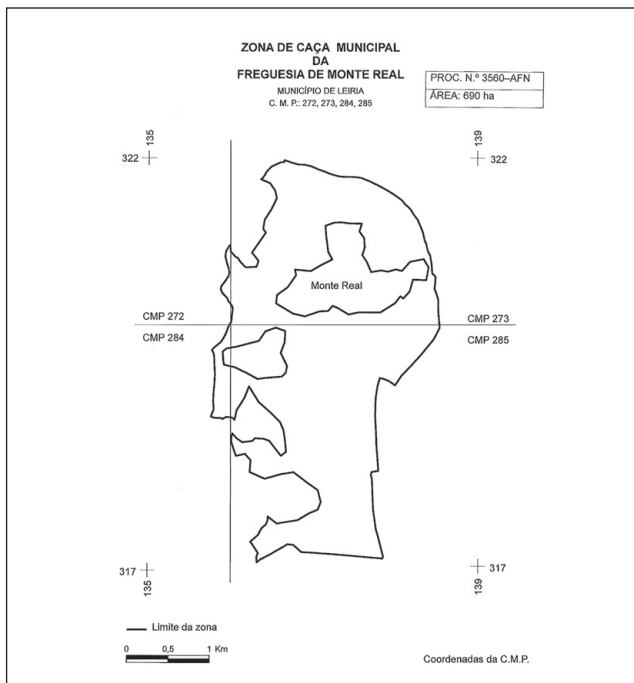 ZONA DE CAÇA MUNICIPAL
DA
FREGUESIA DE MONTE REAL
MUNICÍPIO DE LEIRIA
C. M. P.: 272, 273, 284, 285
PROC. N.º 3560–AFN
ÁREA: 690 ha
135
139
322
322
Monte Real
CMP 272
CMP 273
CMP 284
CMP 285
317
317
135
139
Limite da zona
0 0,5 1 Km
Coordenadas da C.M.P.